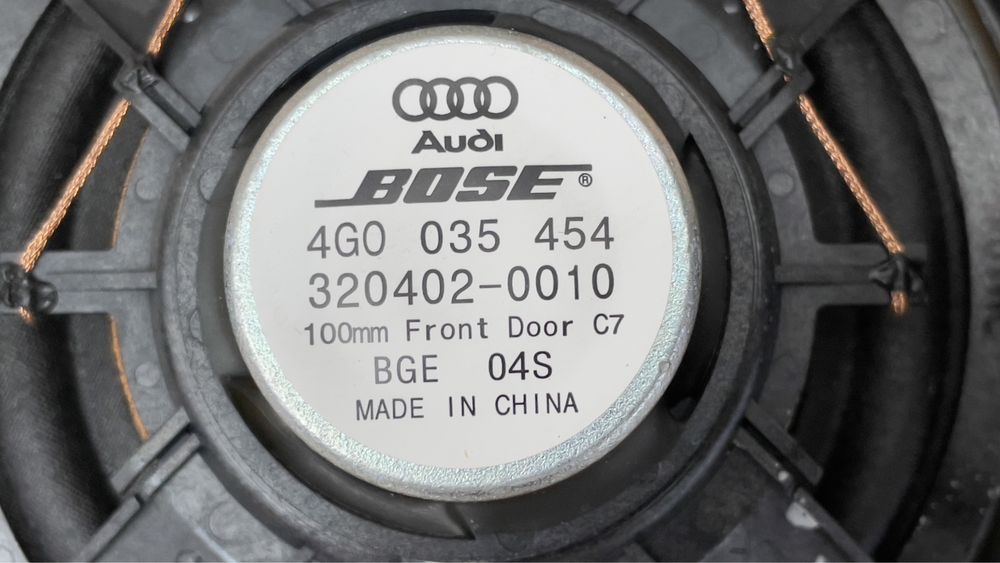 Audi
BOSE®
4G0 035 454
320402-0010
100mm Front Door C7
BGE 04S
MADE IN CHINA